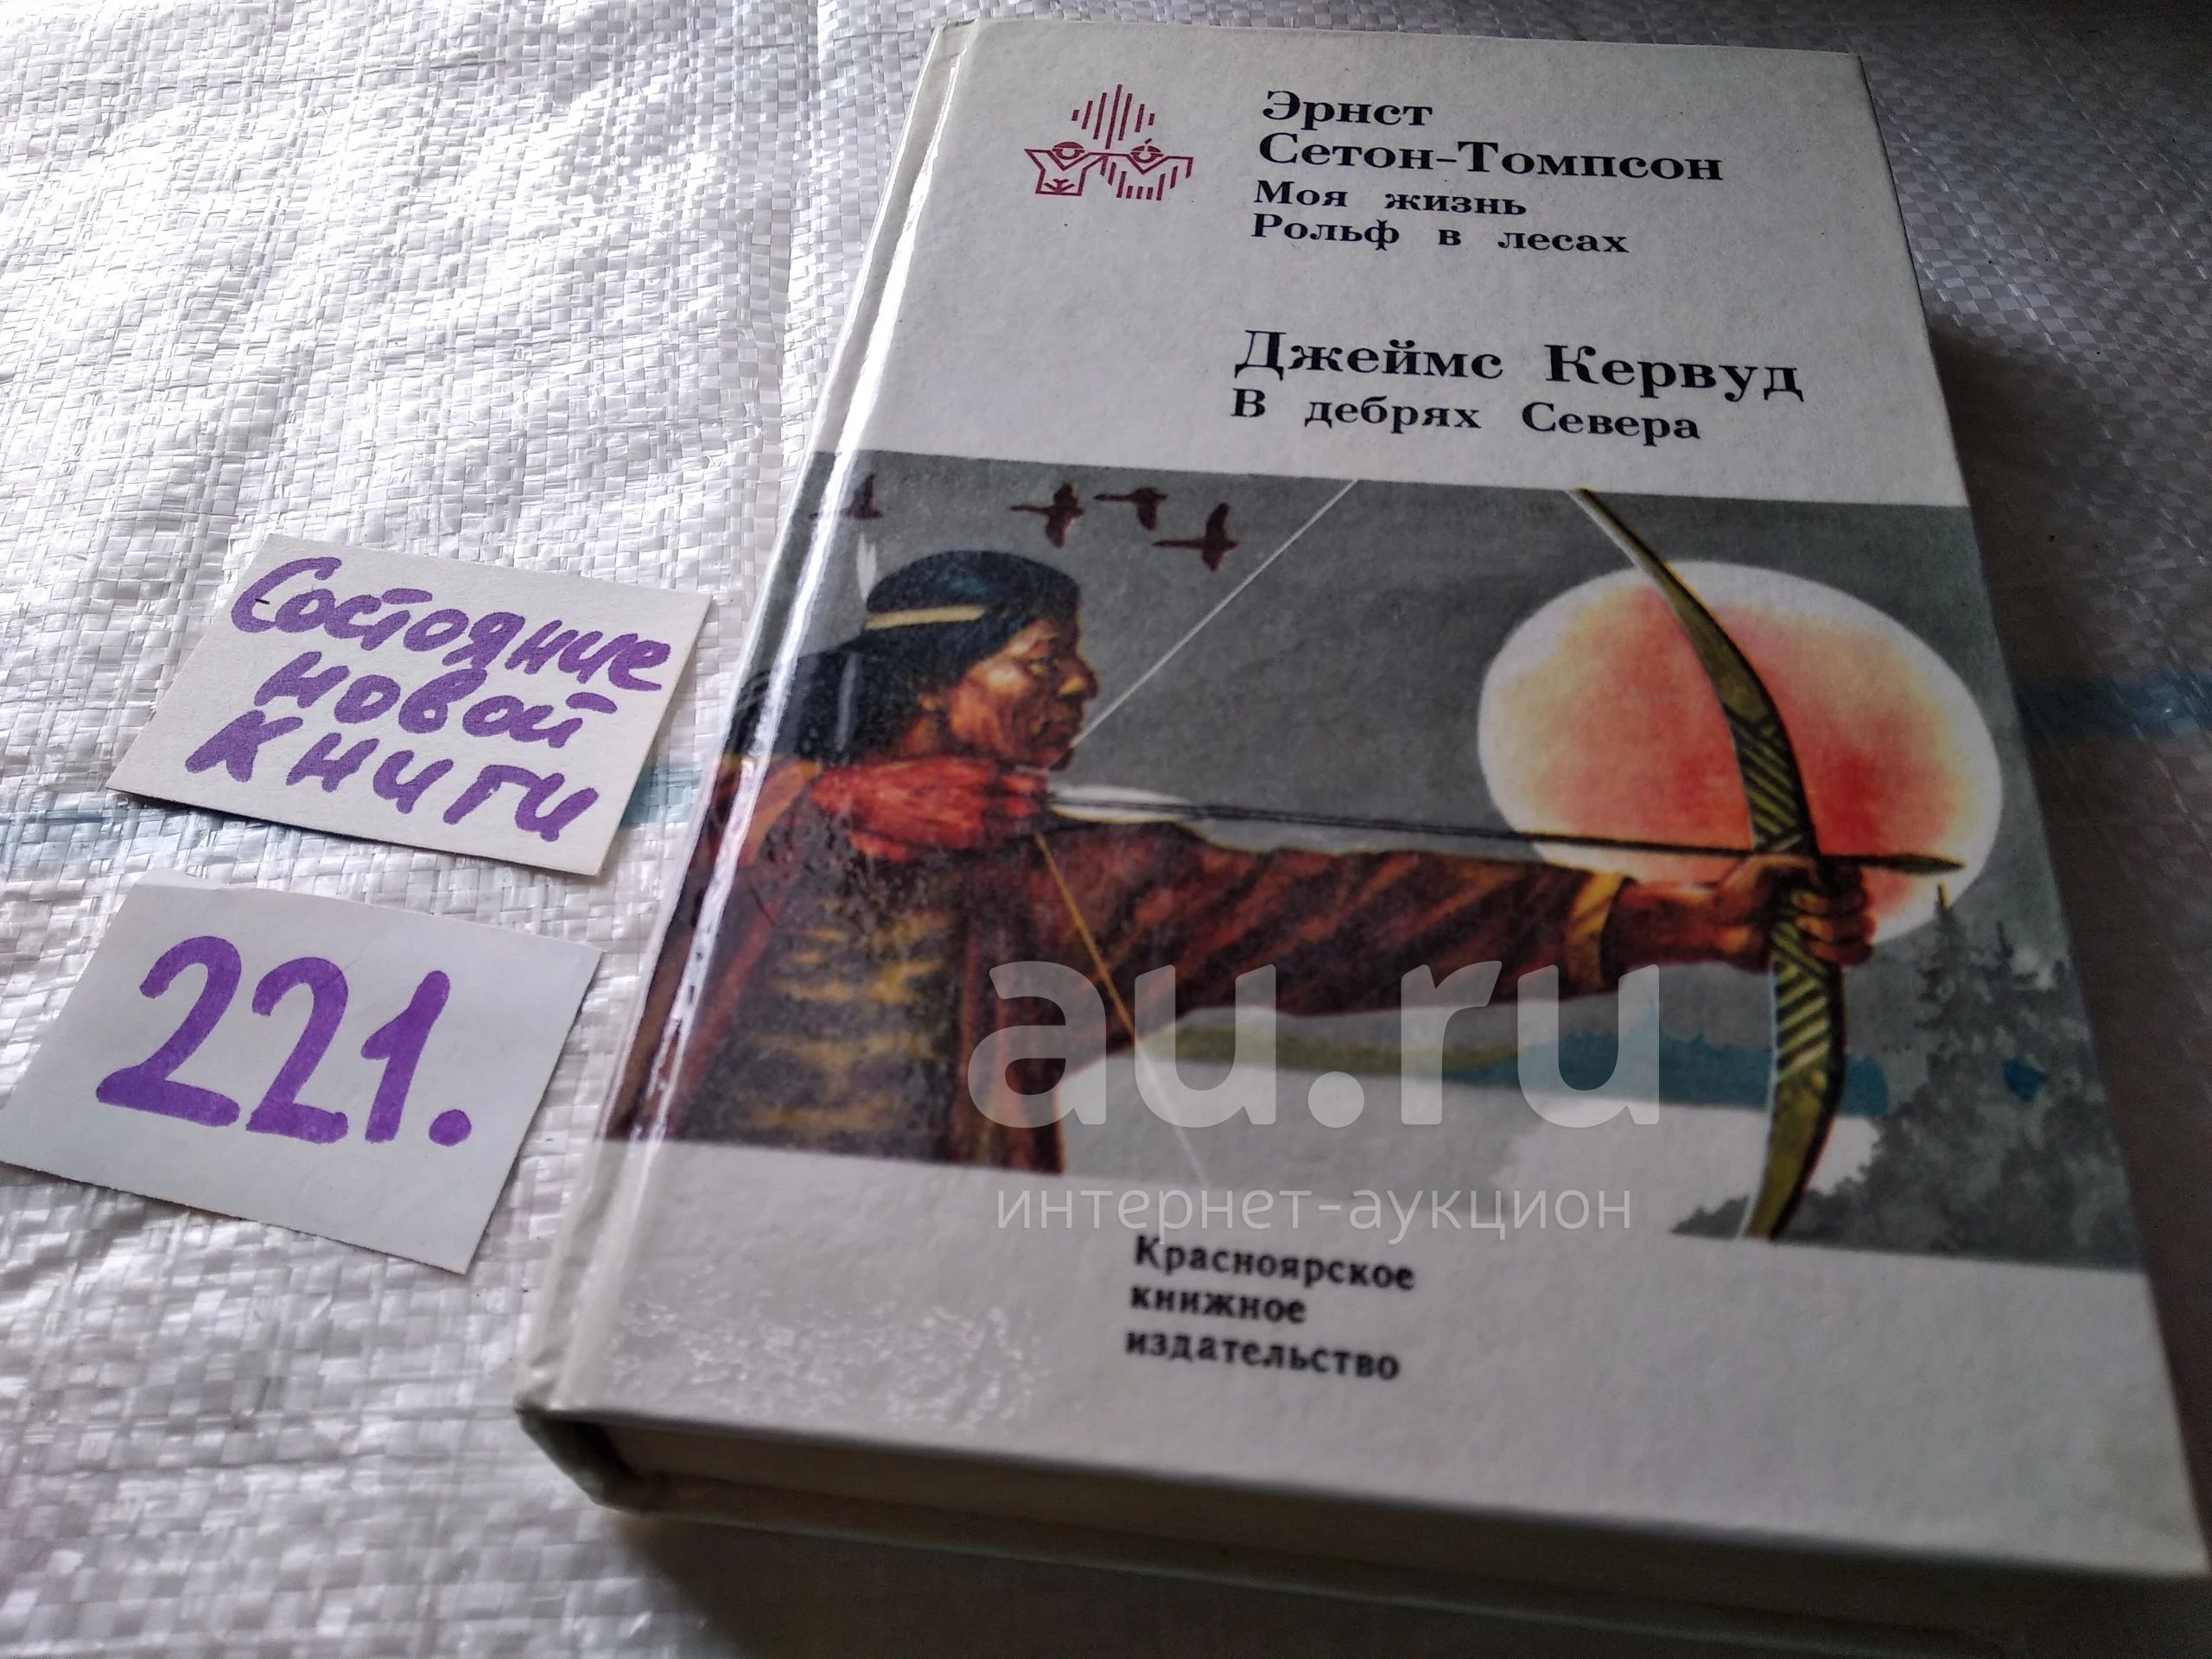 Эрнст
Сетон-Томпсон
Моя жизнь
Рольф в лесах
Джеймс Кервуд
В дебрях Севера
Состояние
новой
книги
221.
au.ru
интернет-аукцион
Красноярское
книжное
издательство